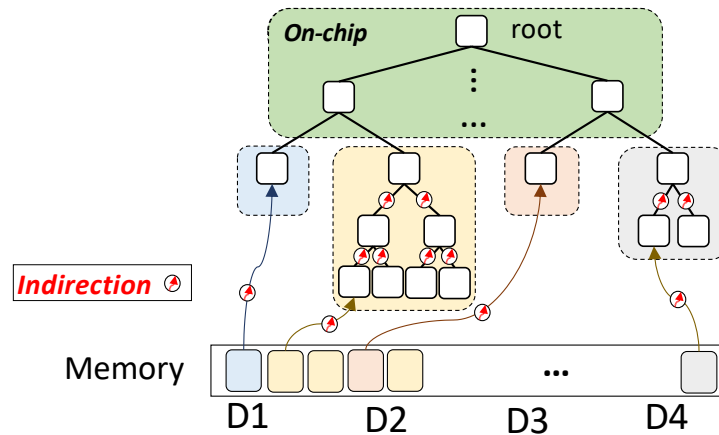 On-chip
root
...
...
Indirection
Memory
...
D1
D2
D3
D4